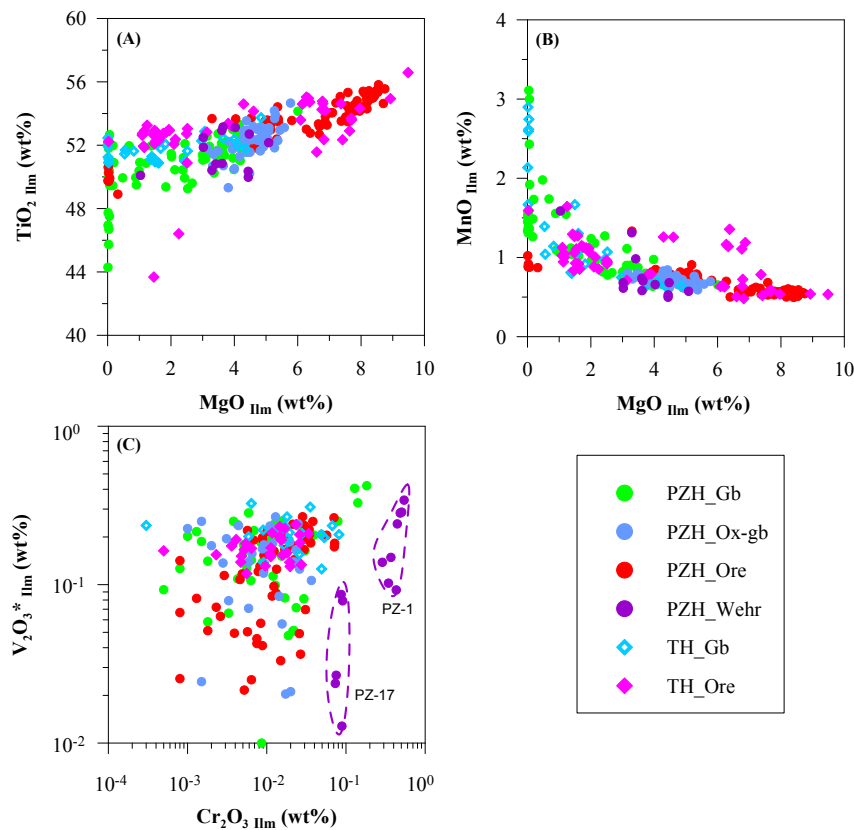 (A)
60
56
52
48
44
40
TiO2 Ilm (wt%)
0 2 4 6 8 10
MgO Ilm (wt%)
(B)
4
3
2
1
0
MnO Ilm (wt%)
0 2 4 6 8 10
MgO Ilm (wt%)
(C)
10^0
10^-1
10^-2
V2O3* Ilm (wt%)
PZ-1
PZ-17
10^-4 10^-3 10^-2 10^-1 10^0
Cr2O3 Ilm (wt%)
PZH_Gb
PZH_Ox-gb
PZH_Ore
PZH_Wehr
TH_Gb
TH_Ore